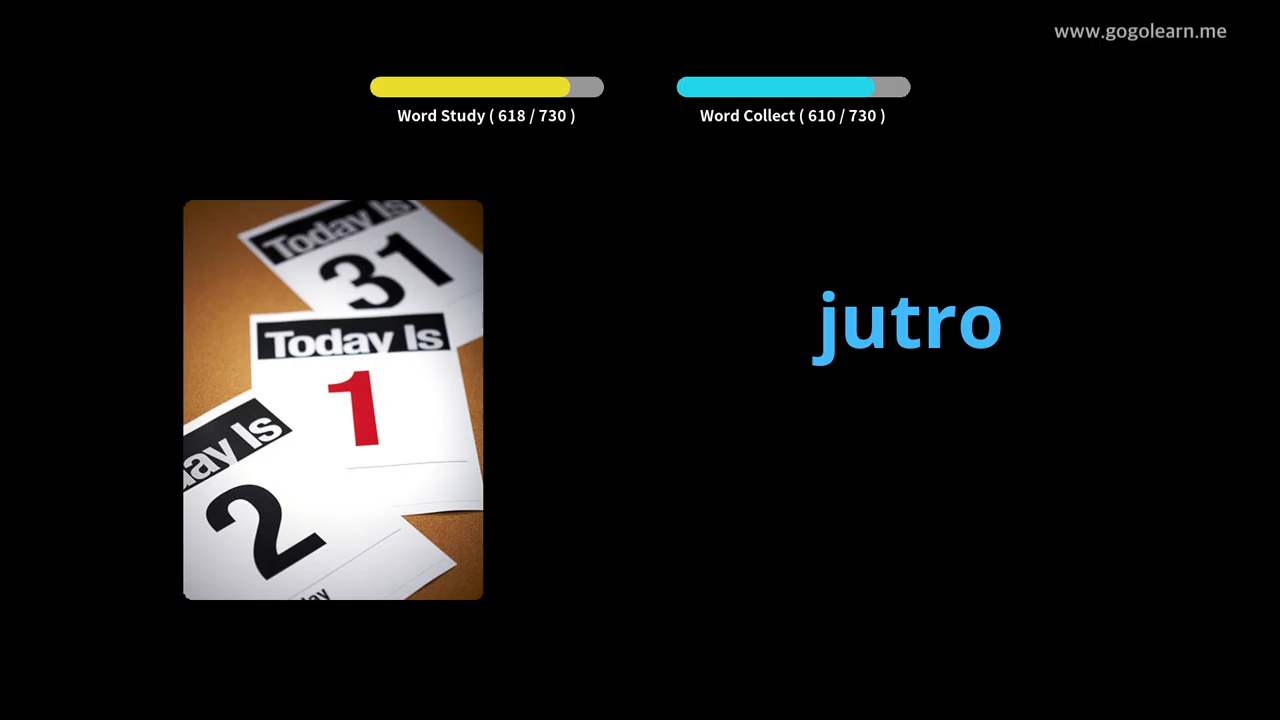 www.gogolearn.me
Word Study ( 618 / 730 )
Word Collect ( 610 / 730 )
Today Is
31
Today Is
1
jutro
ay Is
2